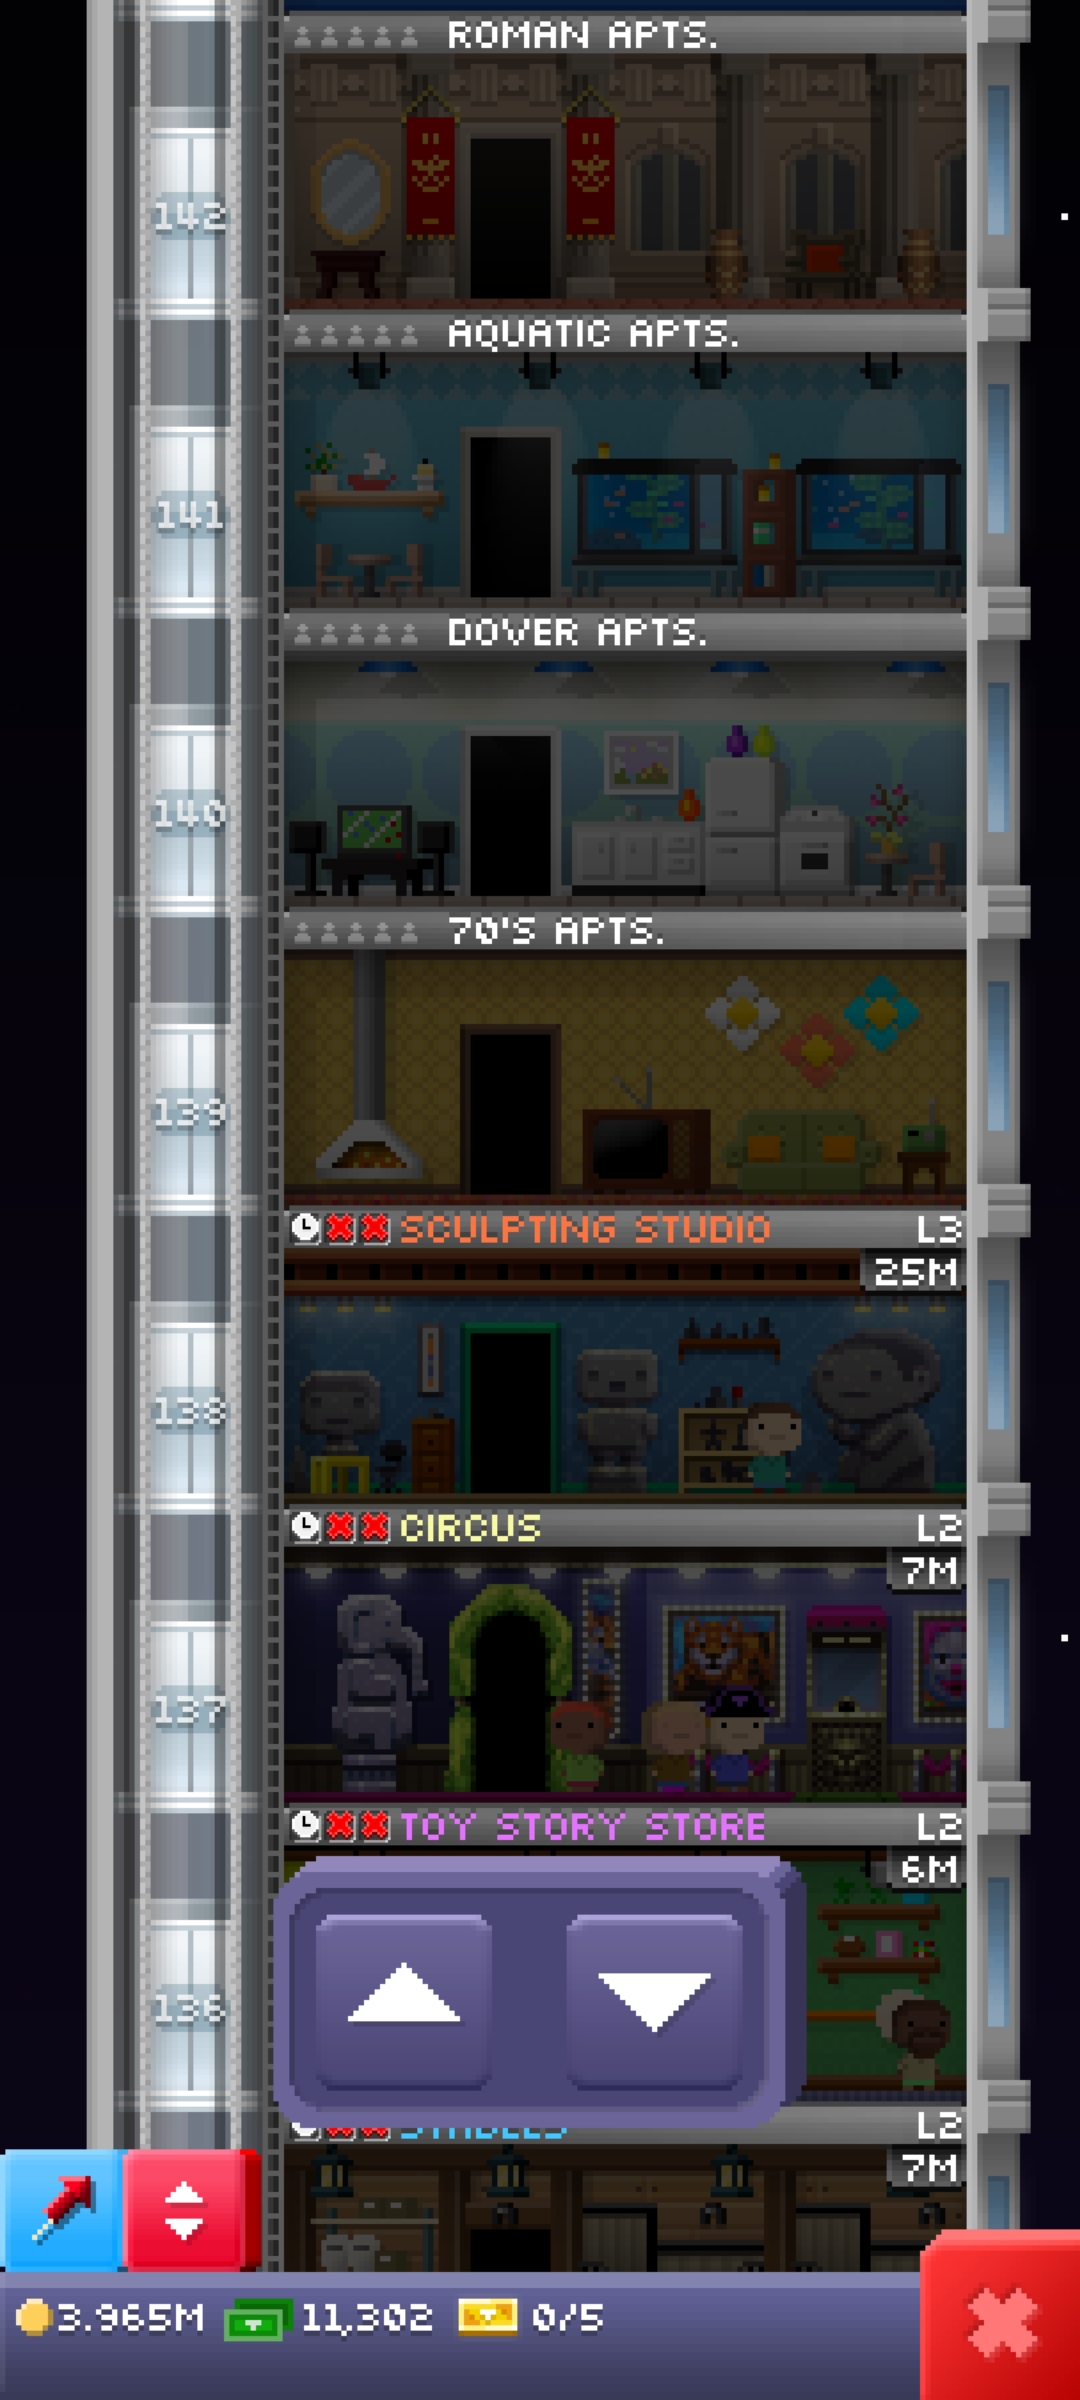 ROMAN APTS.
142
AQUATIC APTS.
141
DOVER APTS.
140
70'S APTS.
139
SCULPTING STUDIO L3
25M
138
CIRCUS L2
7M
137
TOY STORY STORE L2
6M
136
STABLES L2
7M
3.965M 11,302 0/5